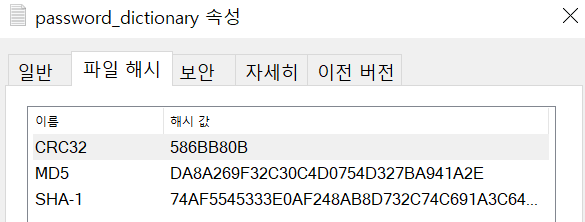 password_dictionary 속성
일반 파일 해시 보안 자세히 이전 버전
이름 해시 값
CRC32 586BB80B
MD5 DA8A269F32C30C4D0754D327BA941A2E
SHA-1 74AF5545333E0AF248AB8D732C74C691A3C64...